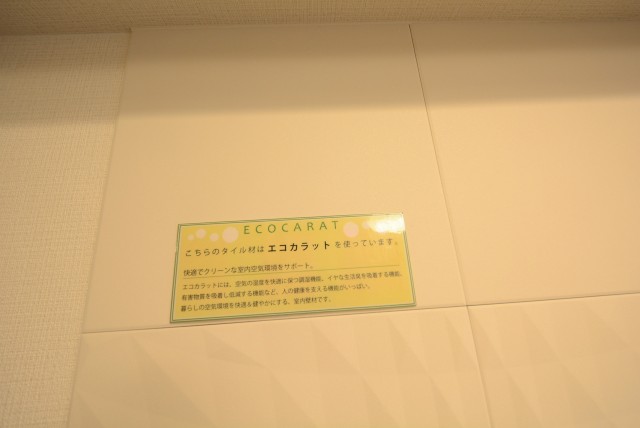 ECOCARAT
こちらのタイル材は エコカラット を使っています。
快適でクリーンな室内空気環境をサポート。
エコカラットには、空気の湿度を快適に保つ調湿機能、イヤな生活臭を吸着する機能、
有害物質を吸着し低減する機能など、人の健康を支える機能がいっぱい。
暮らしの空気環境を快適&健やかにする、室内壁材です。